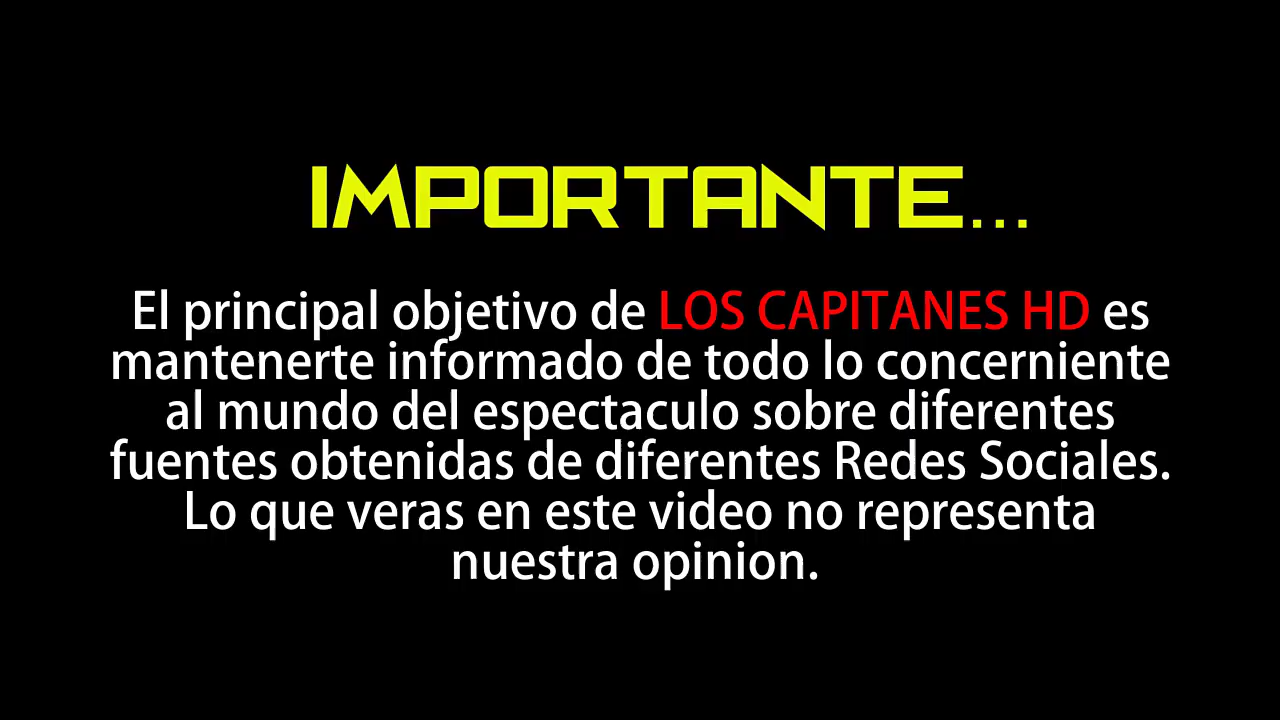 IMPORTANTE...
El principal objetivo de LOS CAPITANES HD es
mantenerte informado de todo lo concerniente
al mundo del espectaculo sobre diferentes
fuentes obtenidas de diferentes Redes Sociales.
Lo que veras en este video no representa
nuestra opinion.